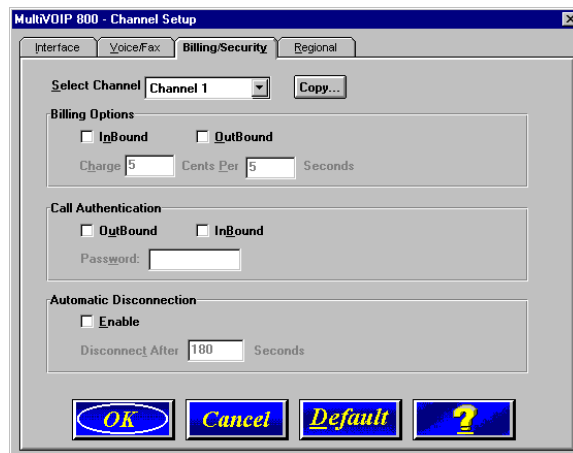 MultiVOIP 800 - Channel Setup
Interface Voice/Fax Billing/Security Regional
Select Channel Channel 1 Copy...
Billing Options
InBound OutBound
Charge 5 Cents Per 5 Seconds
Call Authentication
OutBound InBound
Password:
Automatic Disconnection
Enable
Disconnect After 180 Seconds
OK Cancel Default ?